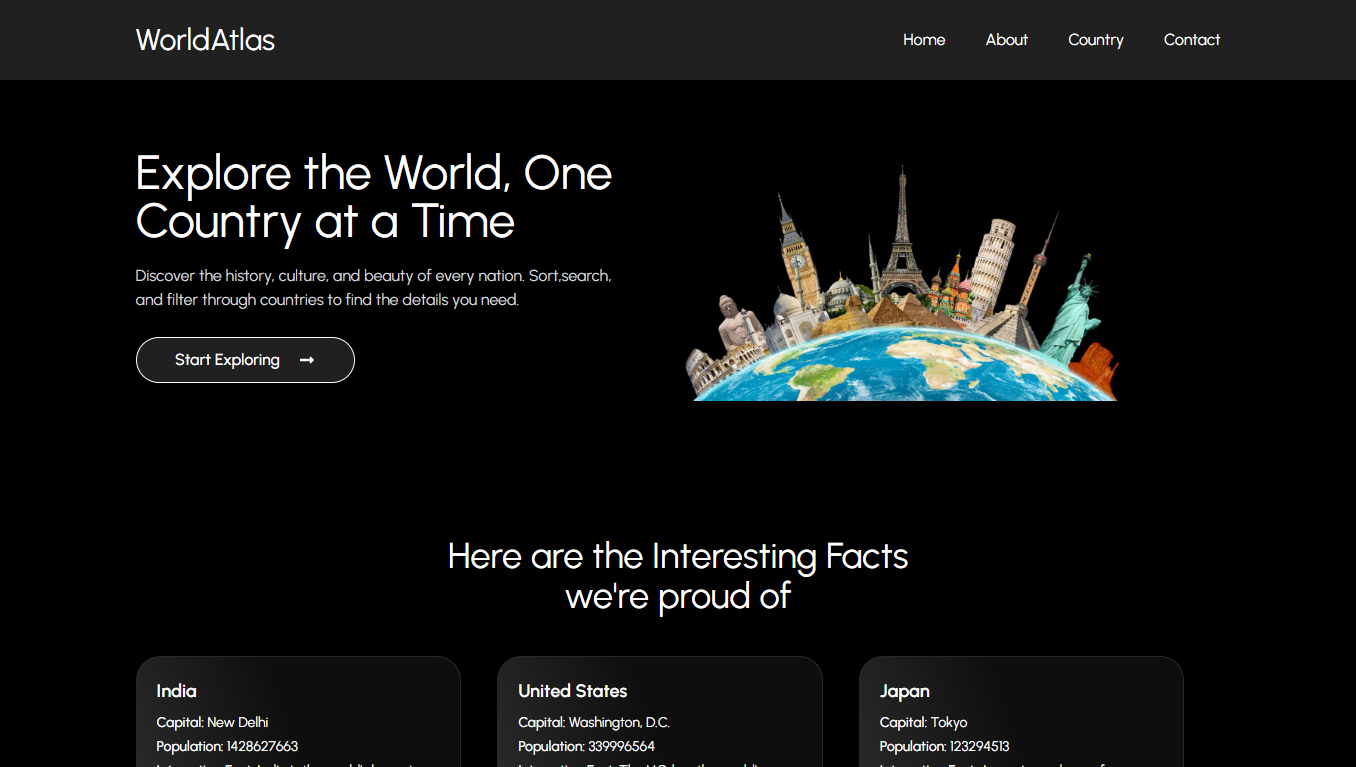 WorldAtlas
Home About Country Contact
Explore the World, One
Country at a Time
Discover the history, culture, and beauty of every nation. Sort,search,
and filter through countries to find the details you need.
Start Exploring
Here are the Interesting Facts
we're proud of
India
Capital: New Delhi
Population: 1428627663
United States
Capital: Washington, D.C.
Population: 339996564
Japan
Capital: Tokyo
Population: 123294513